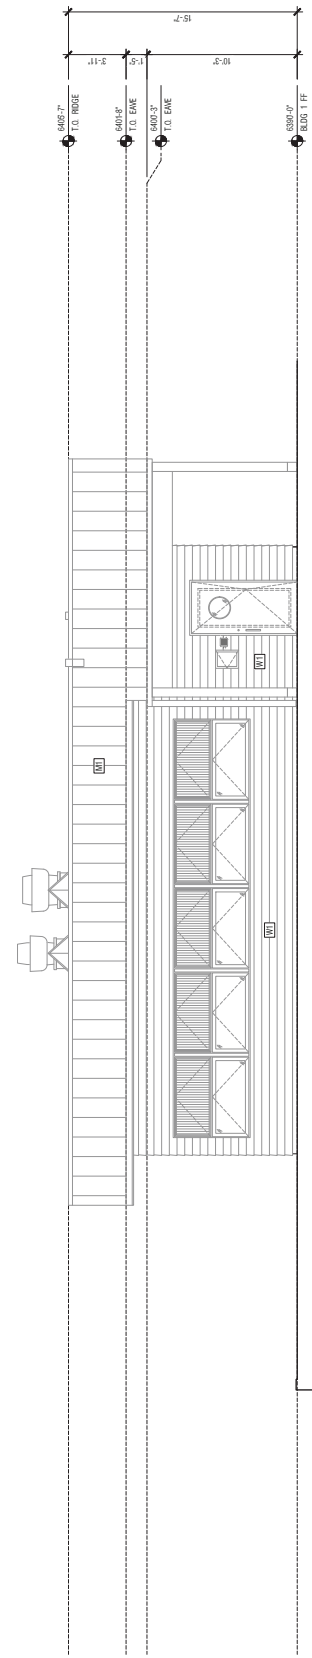 15'-7"
3'-11"
1'-5"
10'-3"
6405'-7"
T.O. RIDGE
6401'-8"
T.O. EAVE
6400'-3"
T.O. EAVE
6390'-0"
BLDG 1 FF
W1
M1
W1